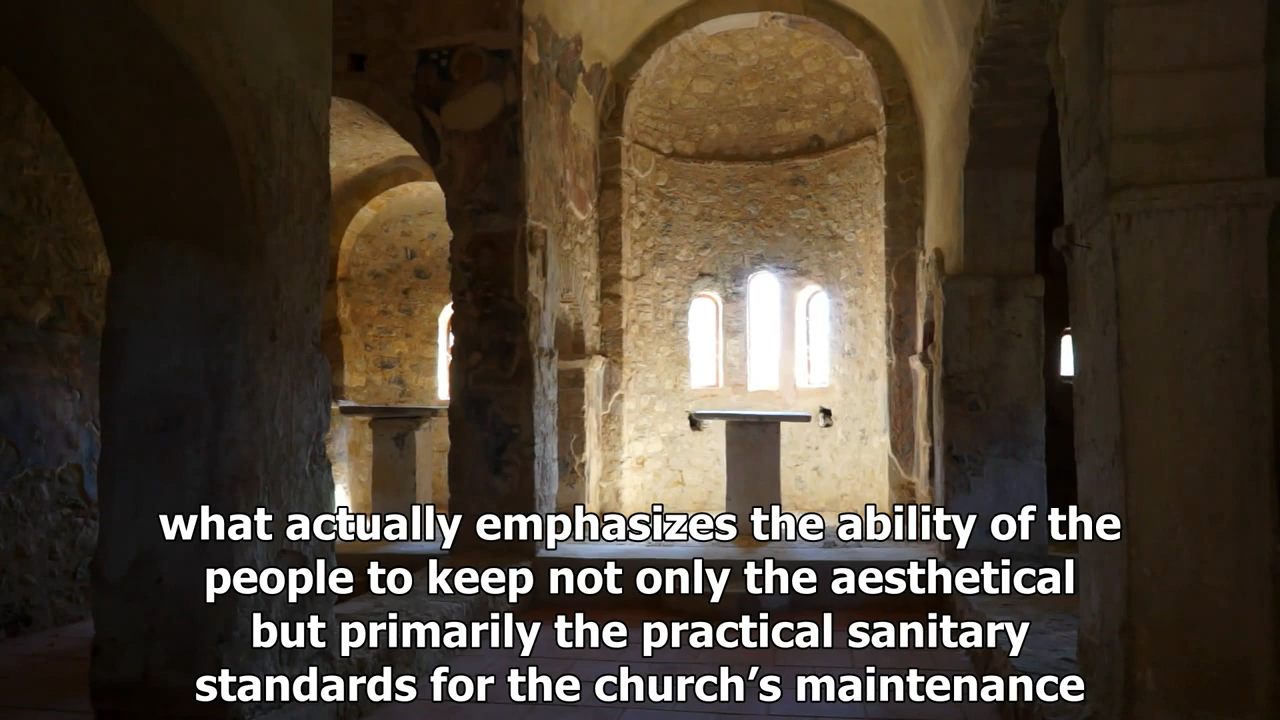 what actually emphasizes the ability of the
people to keep not only the aesthetical
but primarily the practical sanitary
standards for the church’s maintenance